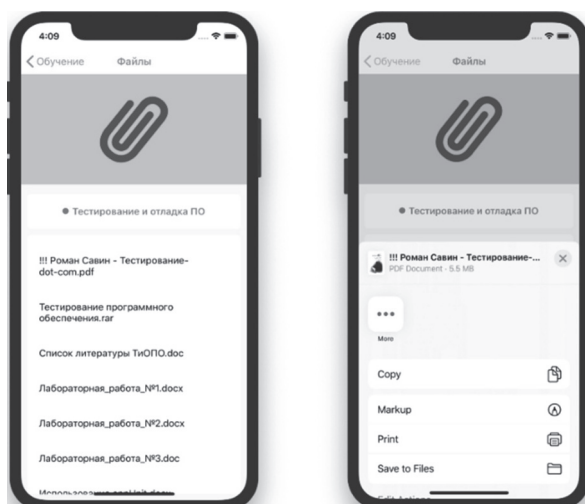 4:09
Обучение Файлы
Тестирование и отладка ПО
!!! Роман Савин - Тестирование-
dot-com.pdf
Тестирование программного
обеспечения.rar
Список литературы ТиОПО.doc
Лабораторная_работа_№1.docx
Лабораторная_работа_№2.docx
Лабораторная_работа_№3.doc
4:09
Обучение Файлы
Тестирование и отладка ПО
!!! Роман Савин - Тестирование-...
PDF Document - 5.5 MB
More
Copy
Markup
Print
Save to Files
Edit Actions